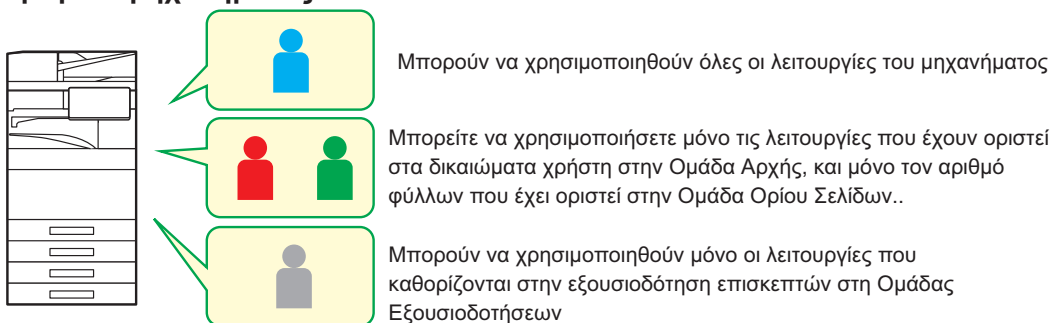 Μπορούν να χρησιμοποιηθούν όλες οι λειτουργίες του μηχανήματος
Μπορείτε να χρησιμοποιήσετε μόνο τις λειτουργίες που έχουν οριστεί
στα δικαιώματα χρήστη στην Ομάδα Αρχής, και μόνο τον αριθμό
φύλλων που έχει οριστεί στην Ομάδα Ορίου Σελίδων..
Μπορούν να χρησιμοποιηθούν μόνο οι λειτουργίες που
καθορίζονται στην εξουσιοδότηση επισκεπτών στη Ομάδας
Εξουσιοδοτήσεων